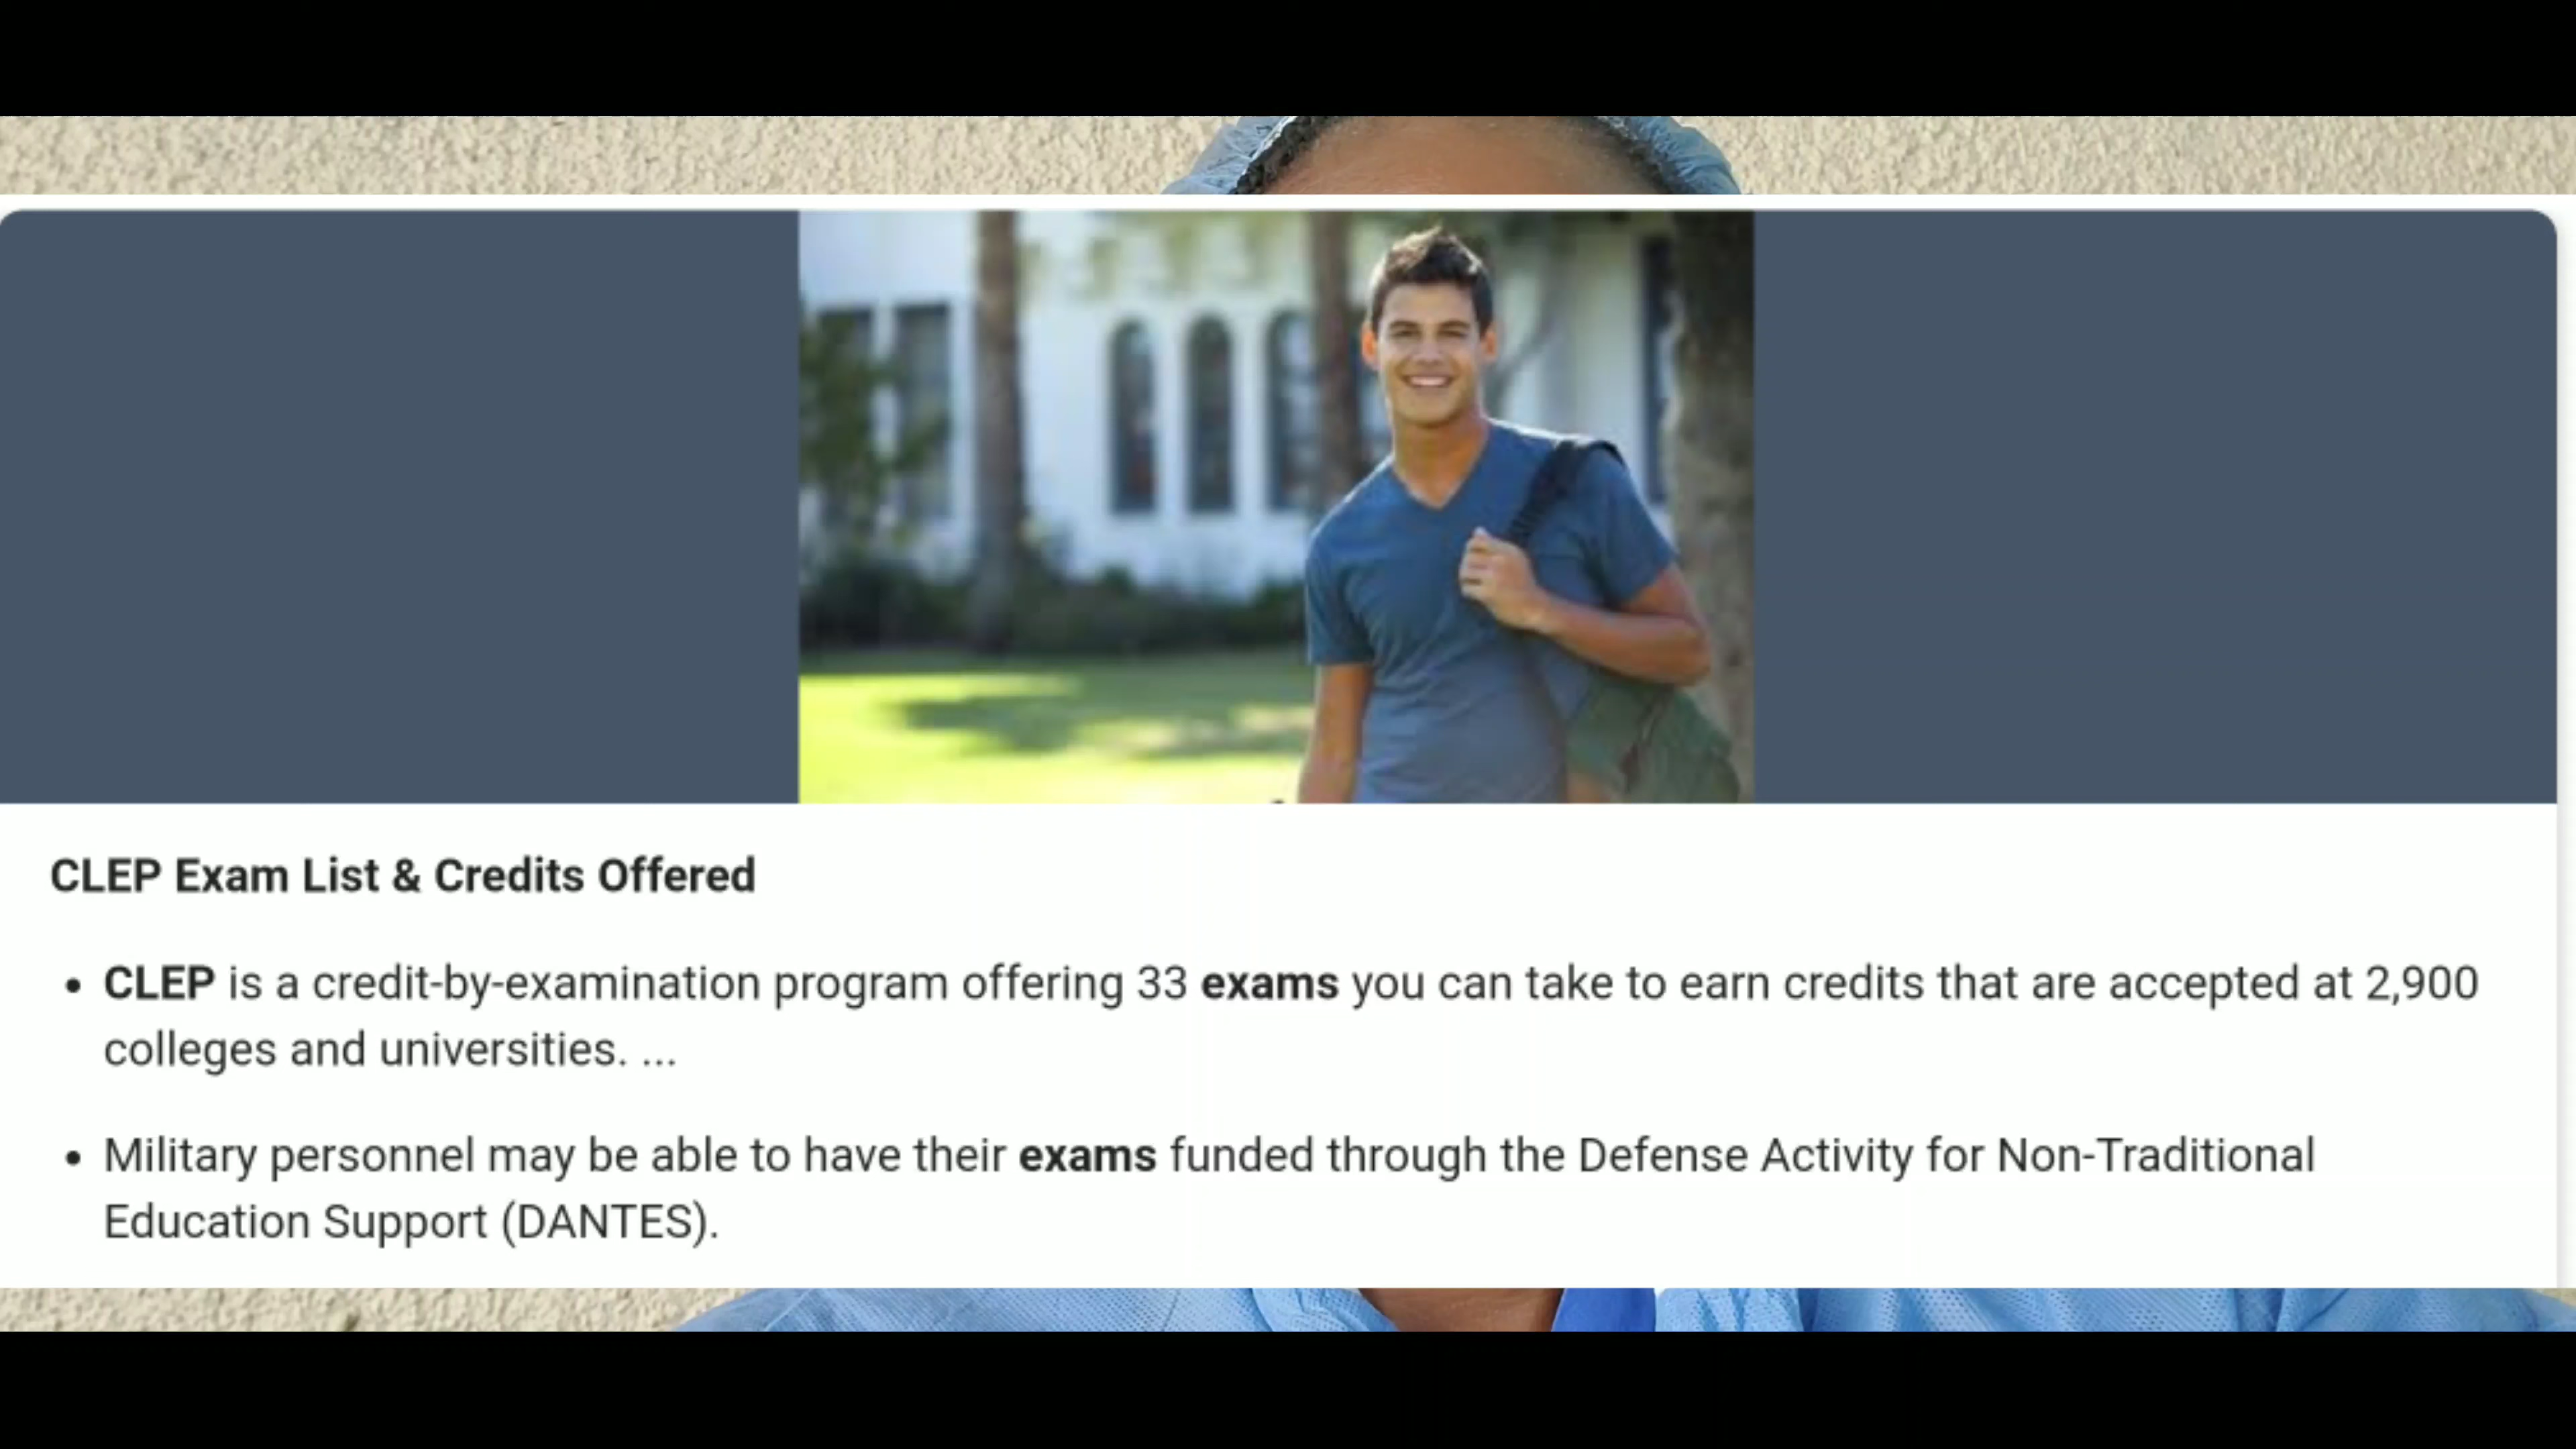 CLEP Exam List & Credits Offered
• CLEP is a credit-by-examination program offering 33 exams you can take to earn credits that are accepted at 2,900
colleges and universities. ...
• Military personnel may be able to have their exams funded through the Defense Activity for Non-Traditional
Education Support (DANTES).